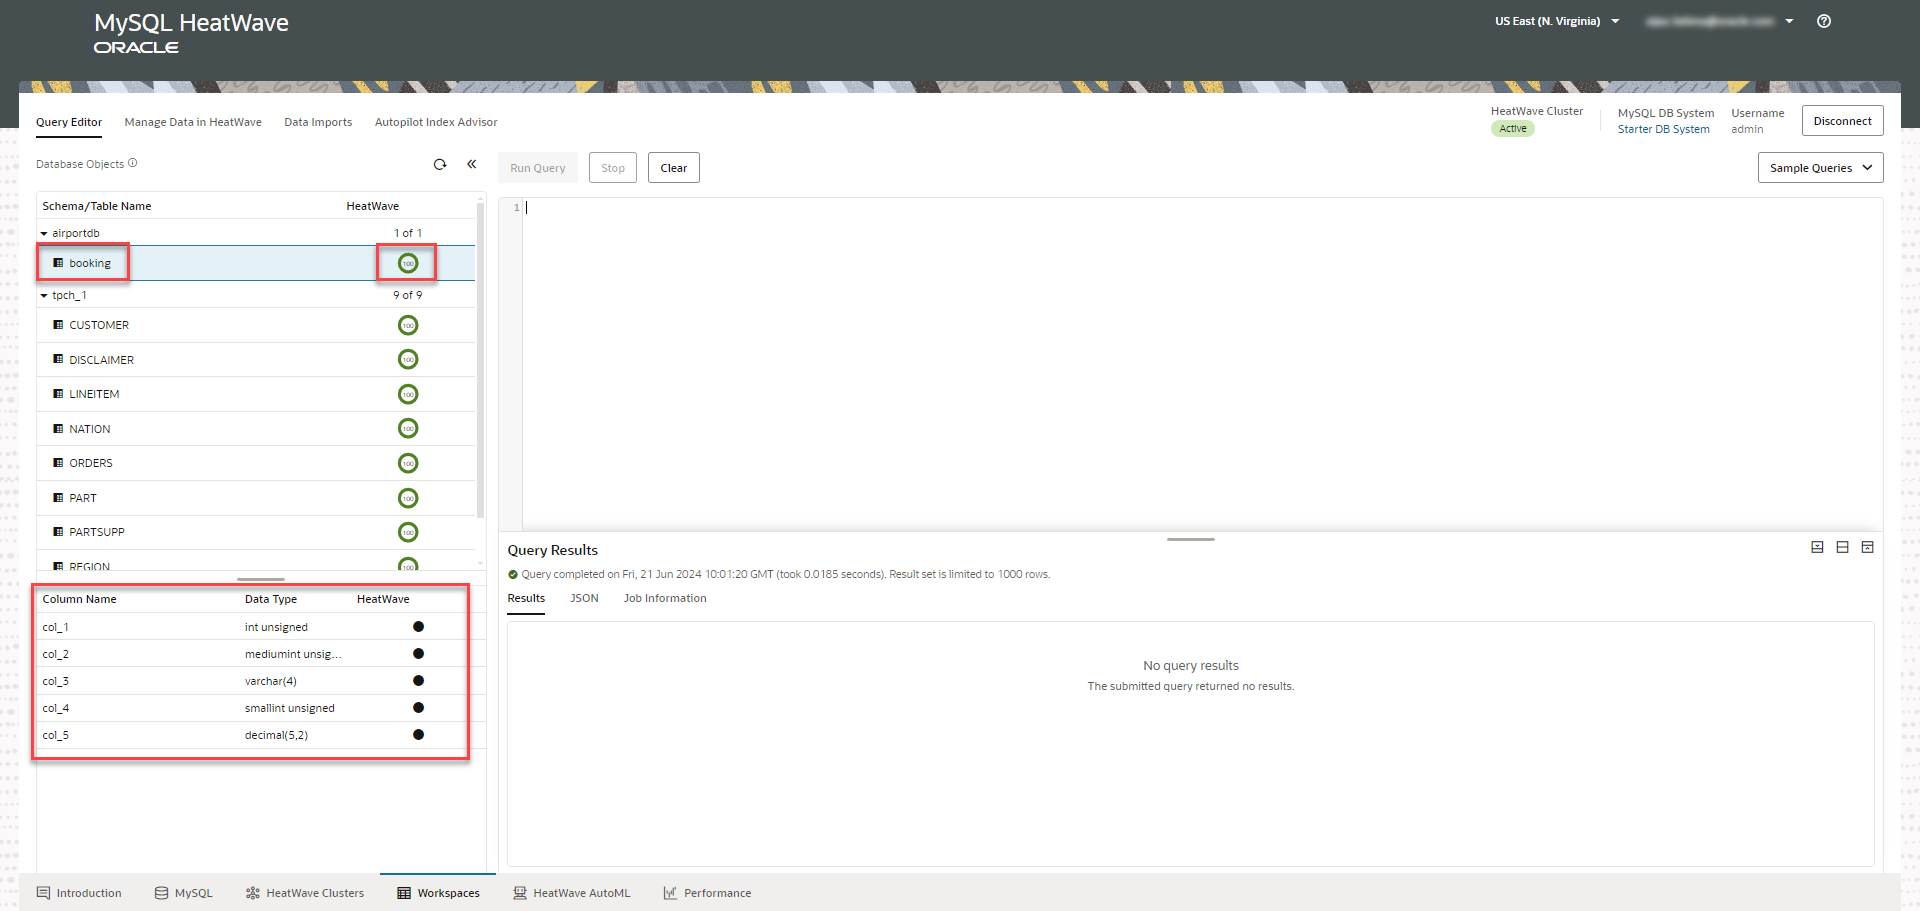 MySQL HeatWave
ORACLE
US East (N. Virginia)
Query Editor
Manage Data in HeatWave
Data Imports
Autopilot Index Advisor
HeatWave Cluster
Active
MySQL DB System
Starter DB System
Username
admin
Disconnect
Database Objects
Run Query
Stop
Clear
Sample Queries
Schema/Table Name HeatWave
airportdb 1 of 1
booking 100
tpch_1 9 of 9
CUSTOMER 100
DISCLAIMER 100
LINEITEM 100
NATION 100
ORDERS 100
PART 100
PARTSUPP 100
REGION 100
Column Name Data Type HeatWave
col_1 int unsigned
col_2 mediumint unsig...
col_3 varchar(4)
col_4 smallint unsigned
col_5 decimal(5,2)
1
Query Results
Query completed on Fri, 21 Jun 2024 10:01:20 GMT (took 0.0185 seconds). Result set is limited to 1000 rows.
Results
JSON
Job Information
No query results
The submitted query returned no results.
Introduction
MySQL
HeatWave Clusters
Workspaces
HeatWave AutoML
Performance